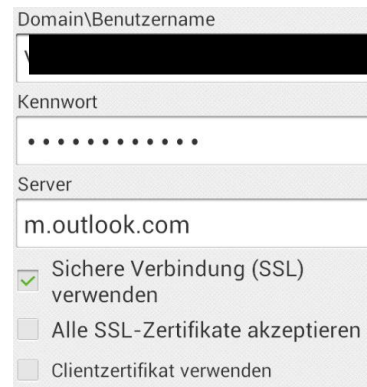 Domain\Benutzername
\
Kennwort
............
Server
m.outlook.com
Sichere Verbindung (SSL)
verwenden
Alle SSL-Zertifikate akzeptieren
Clientzertifikat verwenden